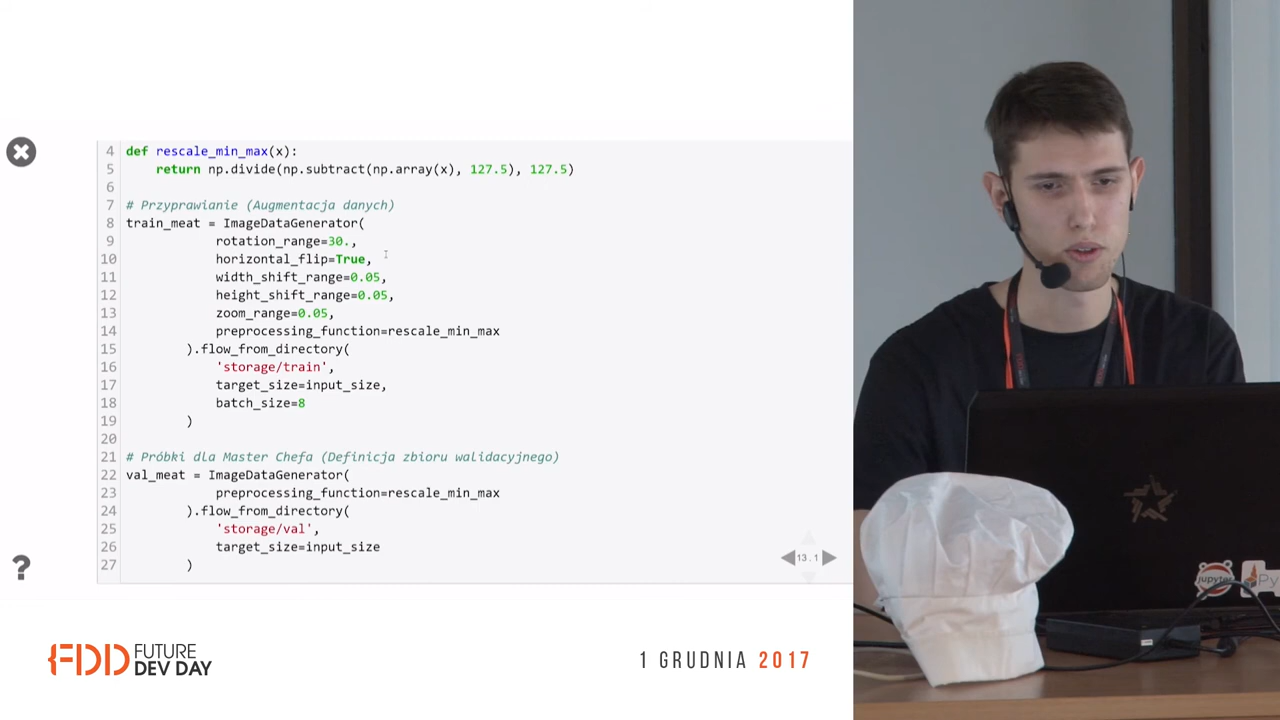 4 def rescale_min_max(x):
5 return np.divide(np.subtract(np.array(x), 127.5), 127.5)
6
7 # Przyprawianie (Augmentacja danych)
8 train_meat = ImageDataGenerator(
9 rotation_range=30.,
10 horizontal_flip=True,
11 width_shift_range=0.05,
12 height_shift_range=0.05,
13 zoom_range=0.05,
14 preprocessing_function=rescale_min_max
15 ).flow_from_directory(
16 'storage/train',
17 target_size=input_size,
18 batch_size=8
19 )
20
21 # Próbki dla Master Chefa (Definicja zbioru walidacyjnego)
22 val_meat = ImageDataGenerator(
23 preprocessing_function=rescale_min_max
24 ).flow_from_directory(
25 'storage/val',
26 target_size=input_size
27 )
13.1
?
{FDD FUTURE
DEV DAY
1 GRUDNIA 2017
jupyter
Py